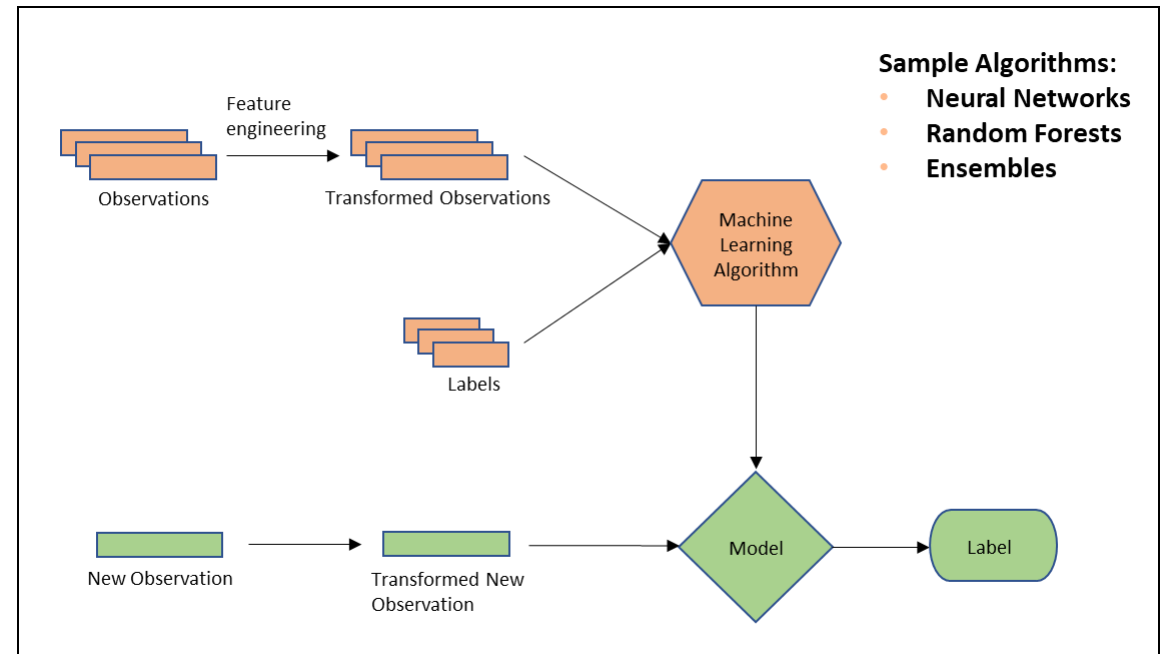 Sample Algorithms:
• Neural Networks
• Random Forests
• Ensembles
Feature
engineering
Observations
Transformed Observations
Machine
Learning
Algorithm
Labels
New Observation
Transformed New
Observation
Model
Label